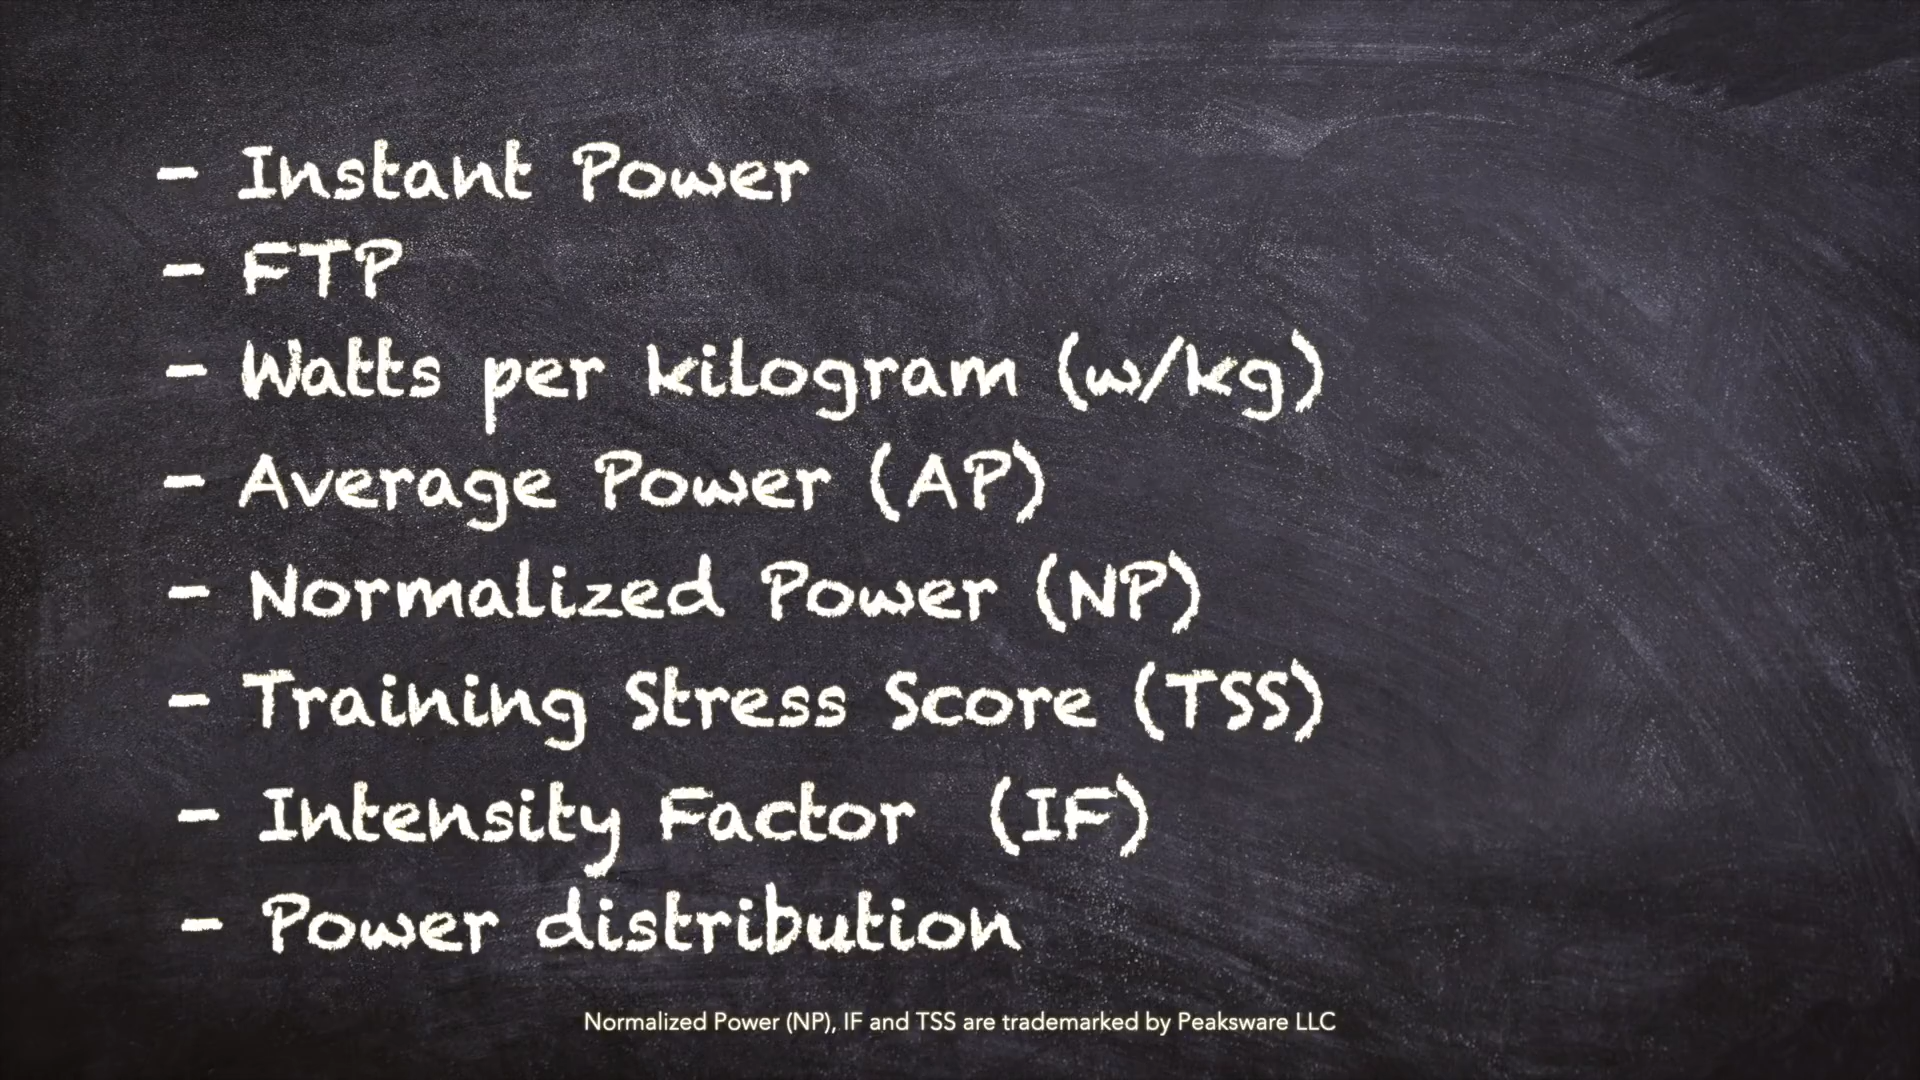 - Instant Power
- FTP
- Watts per kilogram (w/kg)
- Average Power (AP)
- Normalized Power (NP)
- Training Stress Score (TSS)
- Intensity Factor (IF)
- Power distribution
Normalized Power (NP), IF and TSS are trademarked by Peaksware LLC